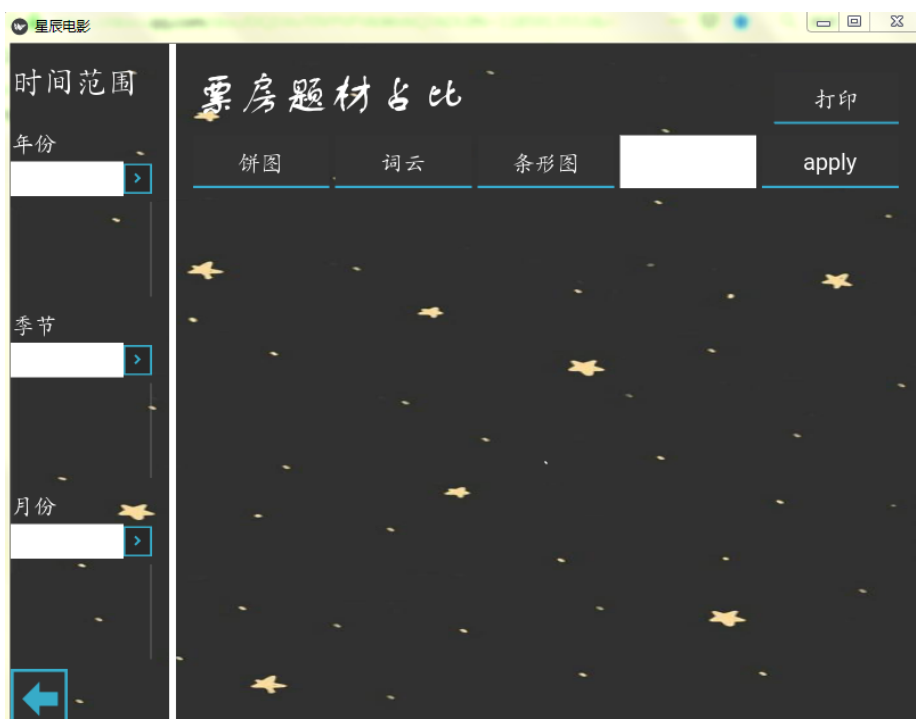 星辰电影
时间范围
年份
季节
月份
票房题材占比
打印
饼图 词云 条形图 apply